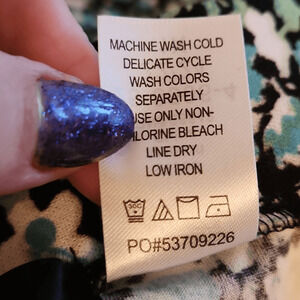 MACHINE WASH COLD
DELICATE CYCLE
WASH COLORS
SEPARATELY
USE ONLY NON-
CHLORINE BLEACH
LINE DRY
LOW IRON
30C
PO#53709226